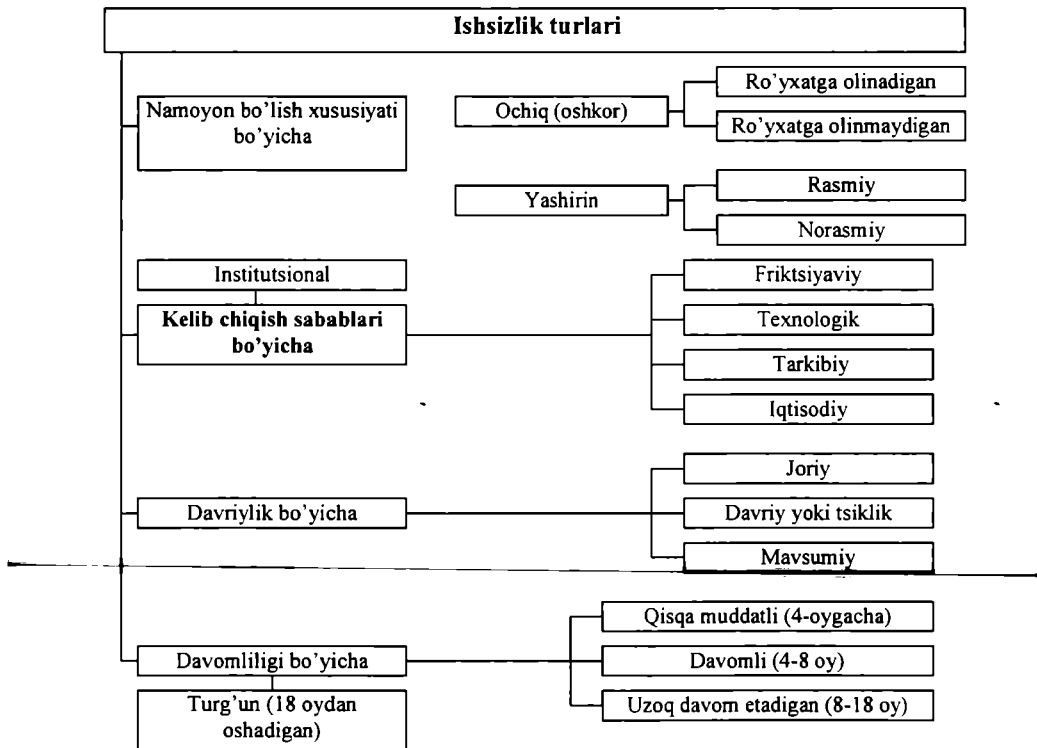 Ishsizlik turlari
Namoyon bo'lish xususiyati
bo'yicha
Ochiq (oshkor)
Ro'yxatga olinadigan
Ro'yxatga olinmaydigan
Yashirin
Rasmiy
Norasmiy
Institutsional
Kelib chiqish sabablari
bo'yicha
Friktsiyaviy
Texnologik
Tarkibiy
Iqtisodiy
Davriylik bo'yicha
Joriy
Davriy yoki tsiklik
Mavsumiy
Davomliligi bo'yicha
Qisqa muddatli (4-oygacha)
Davomli (4-8 oy)
Uzoq davom etadigan (8-18 oy)
Turg'un (18 oydan
oshadigan)